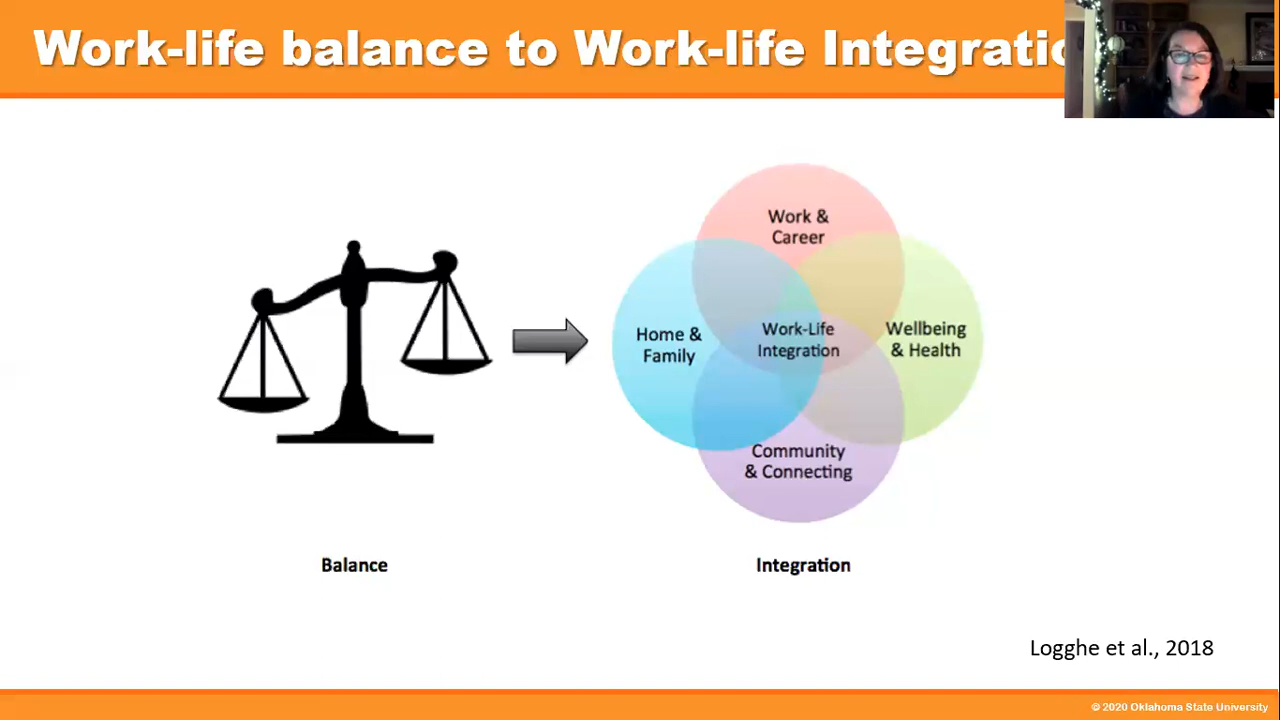 Work-life balance to Work-life Integratio
Work &
Career
Home &
Family
Work-Life
Integration
Wellbeing
& Health
Community
& Connecting
Balance
Integration
Logghe et al., 2018
© 2020 Oklahoma State University